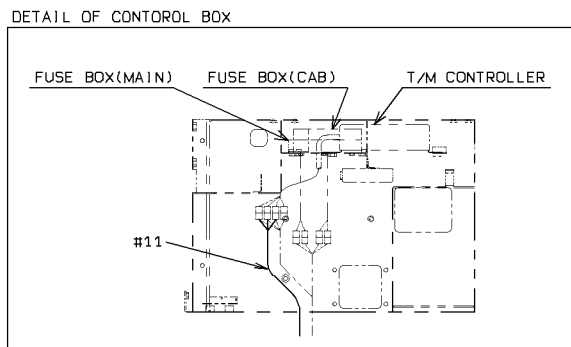 DETAIL OF CONTOROL BOX
FUSE BOX(MAIN) FUSE BOX(CAB) T/M CONTROLLER
#11